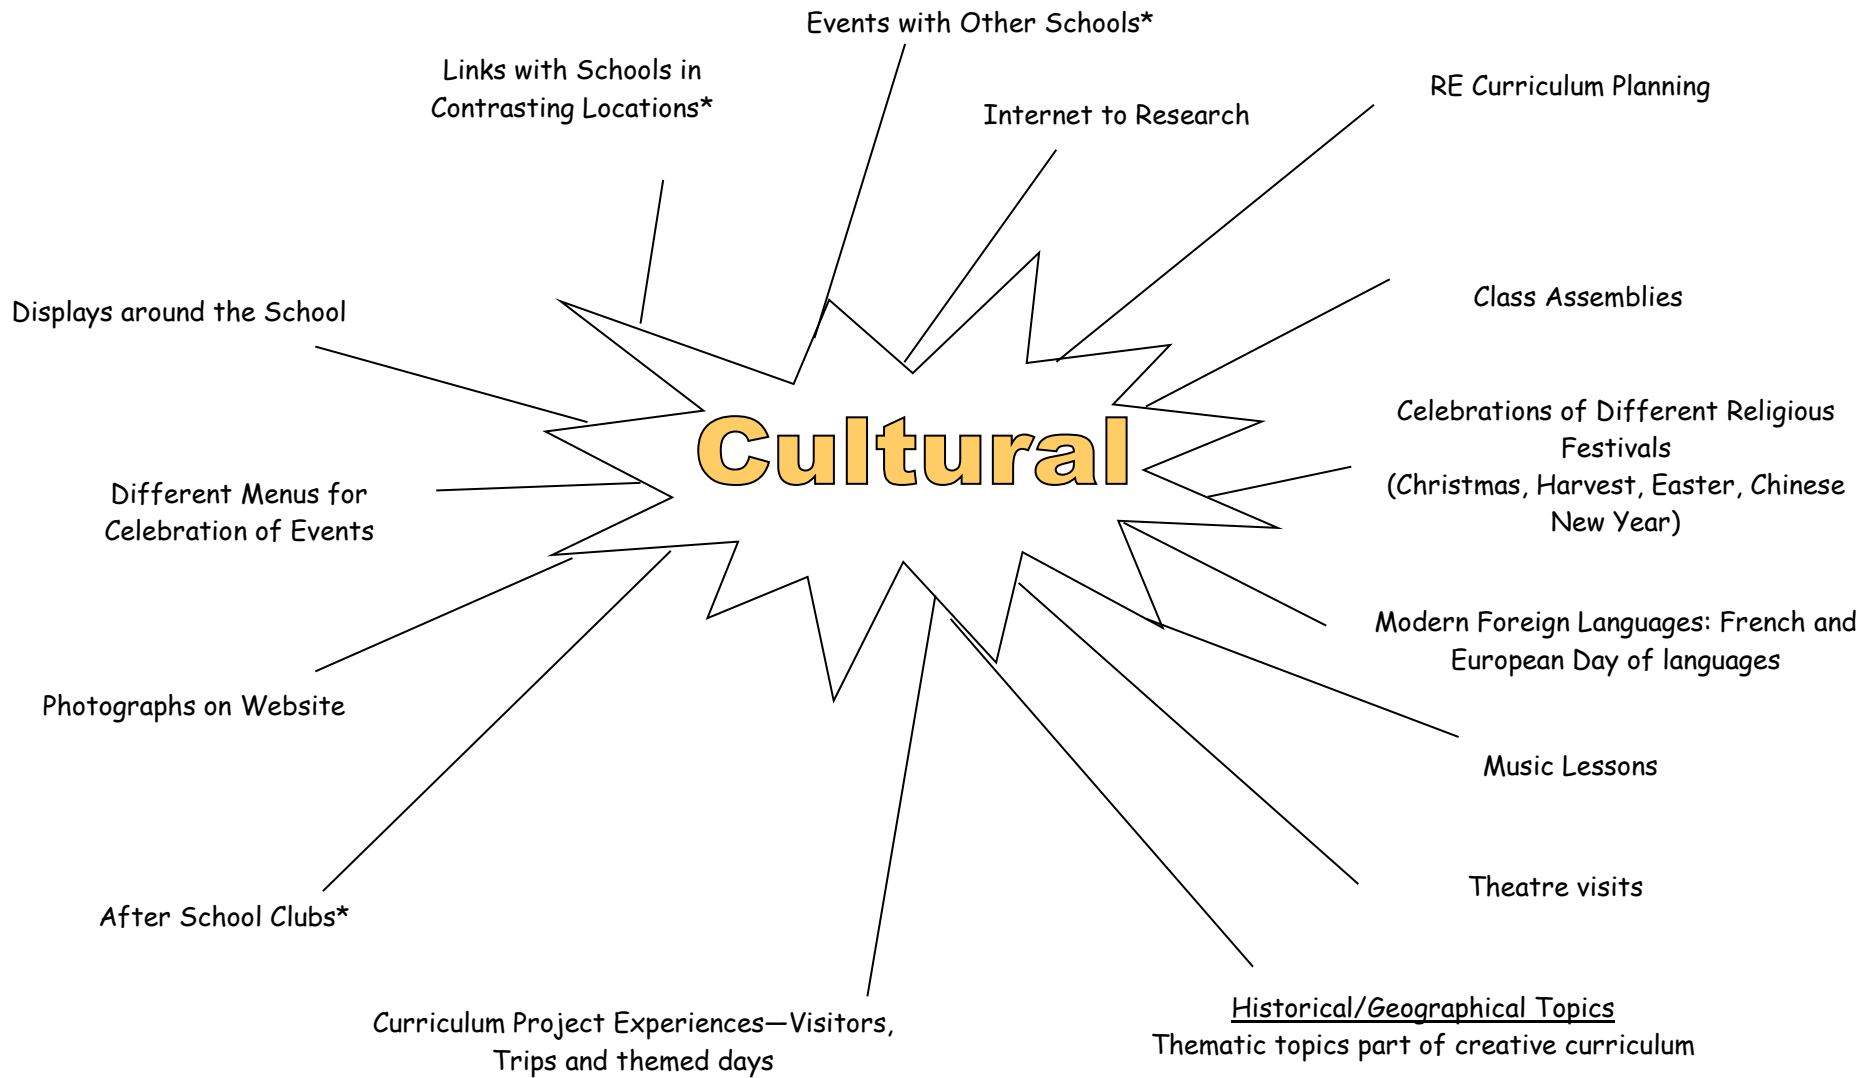 Events with Other Schools*
Links with Schools in
Contrasting Locations*
RE Curriculum Planning
Internet to Research
Class Assemblies
Displays around the School
Celebrations of Different Religious
Festivals
(Christmas, Harvest, Easter, Chinese
New Year)
Cultural
Different Menus for
Celebration of Events
Modern Foreign Languages: French and
European Day of languages
Photographs on Website
Music Lessons
Theatre visits
After School Clubs*
Historical/Geographical Topics
Thematic topics part of creative curriculum
Curriculum Project Experiences—Visitors,
Trips and themed days